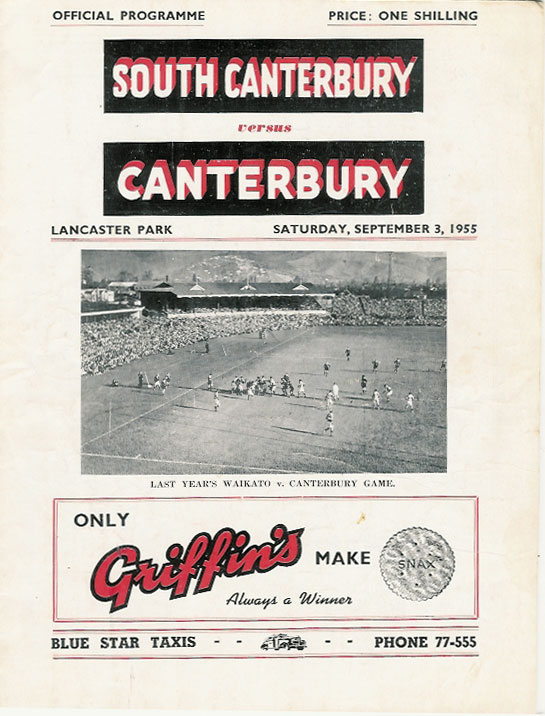 OFFICIAL PROGRAMME PRICE: ONE SHILLING
SOUTH CANTERBURY
versus
CANTERBURY
LANCASTER PARK SATURDAY, SEPTEMBER 3, 1955
LAST YEAR'S WAIKATO v. CANTERBURY GAME.
ONLY
Griffin's MAKE SNAX
Always a Winner
BLUE STAR TAXIS - - - - PHONE 77-555